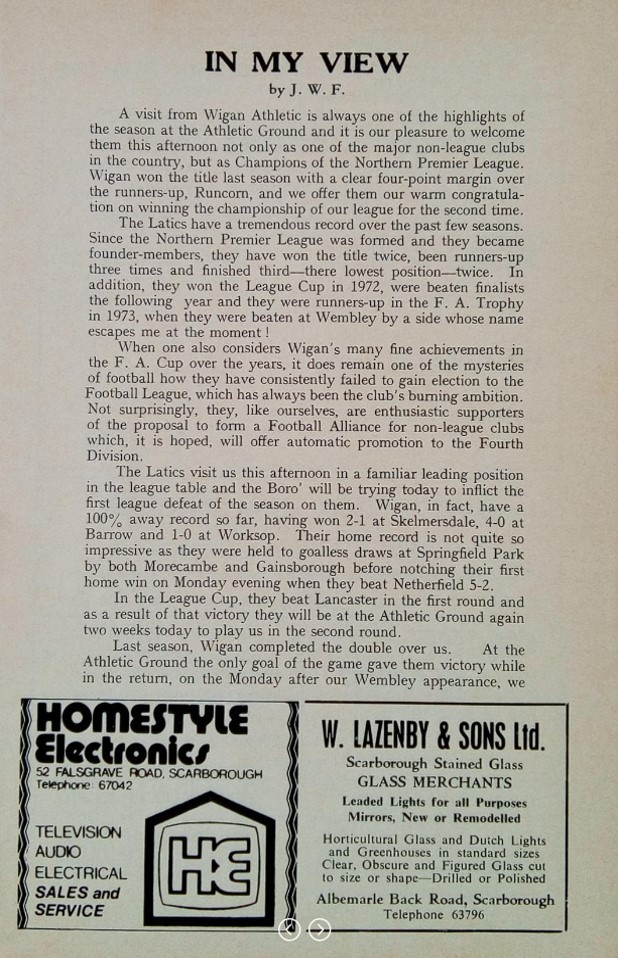 IN MY VIEW
by J. W. F.
A visit from Wigan Athletic is always one of the highlights of
the season at the Athletic Ground and it is our pleasure to welcome
them this afternoon not only as one of the major non-league clubs
in the country, but as Champions of the Northern Premier League.
Wigan won the title last season with a clear four-point margin over
the runners-up, Runcorn, and we offer them our warm congratula-
tion on winning the championship of our league for the second time.
The Latics have a tremendous record over the past few seasons.
Since the Northern Premier League was formed and they became
founder-members, they have won the title twice, been runners-up
three times and finished third—there lowest position—twice. In
addition, they won the League Cup in 1972, were beaten finalists
the following year and they were runners-up in the F. A. Trophy
in 1973, when they were beaten at Wembley by a side whose name
escapes me at the moment !
When one also considers Wigan's many fine achievements in
the F. A. Cup over the years, it does remain one of the mysteries
of football how they have consistently failed to gain election to the
Football League, which has always been the club's burning ambition.
Not surprisingly, they, like ourselves, are enthusiastic supporters
of the proposal to form a Football Alliance for non-league clubs
which, it is hoped, will offer automatic promotion to the Fourth
Division.
The Latics visit us this afternoon in a familiar leading position
in the league table and the Boro' will be trying today to inflict the
first league defeat of the season on them. Wigan, in fact, have a
100% away record so far, having won 2-1 at Skelmersdale, 4-0 at
Barrow and 1-0 at Worksop. Their home record is not quite so
impressive as they were held to goalless draws at Springfield Park
by both Morecambe and Gainsborough before notching their first
home win on Monday evening when they beat Netherfield 5-2.
In the League Cup, they beat Lancaster in the first round and
as a result of that victory they will be at the Athletic Ground again
two weeks today to play us in the second round.
Last season, Wigan completed the double over us. At the
Athletic Ground the only goal of the game gave them victory while
in the return, on the Monday after our Wembley appearance, we
HOMESTYLE
Electronics
52 FALSGRAVE ROAD, SCARBOROUGH
Telephone: 67042
TELEVISION
AUDIO
ELECTRICAL
SALES and
SERVICE
HE
W. LAZENBY & SONS Ltd.
Scarborough Stained Glass
GLASS MERCHANTS
Leaded Lights for all Purposes
Mirrors, New or Remodelled
Horticultural Glass and Dutch Lights
and Greenhouses in standard sizes
Clear, Obscure and Figured Glass cut
to size or shape—Drilled or Polished
Albemarle Back Road, Scarborough
Telephone 63796